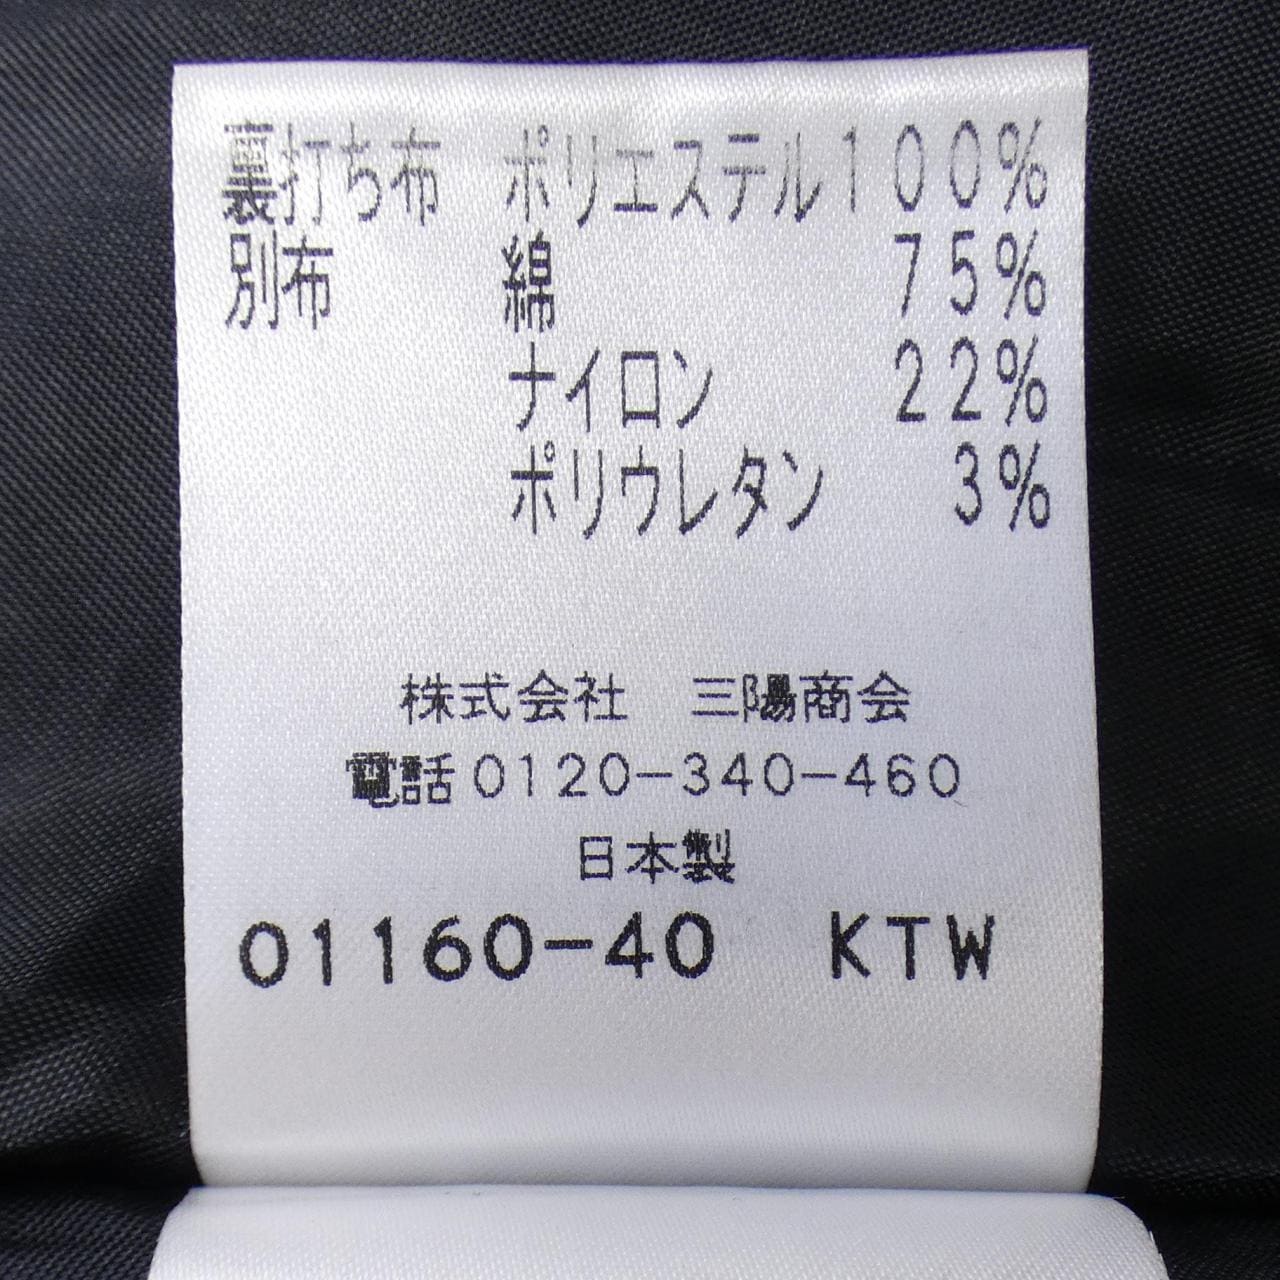 裏打ち布 ポリエステル100%
別布 綿 75%
ナイロン 22%
ポリウレタン 3%
株式会社 三陽商会
電話0120-340-460
日本製
01160-40 KTW